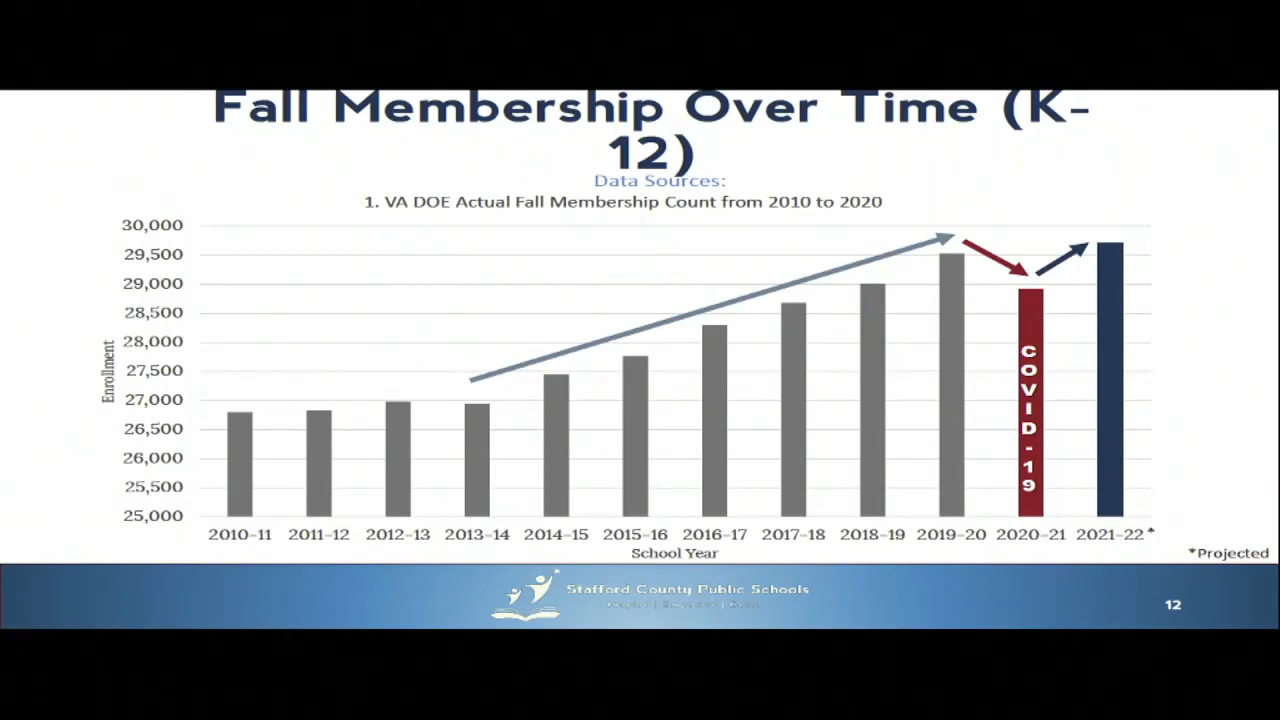 Fall Membership Over Time (K-
12)
Data Sources:
1. VA DOE Actual Fall Membership Count from 2010 to 2020
30,000
29,500
29,000
28,500
28,000
27,500
27,000
26,500
26,000
25,500
25,000
Enrollment
COVID-19
2010-11 2011-12 2012-13 2013-14 2014-15 2015-16 2016-17 2017-18 2018-19 2019-20 2020-21 2021-22*
School Year
*Projected
Stafford County Public Schools
12